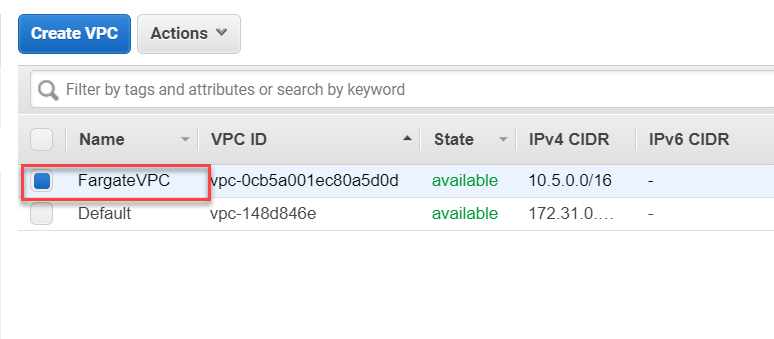 Create VPC Actions
Filter by tags and attributes or search by keyword
Name VPC ID State IPv4 CIDR IPv6 CIDR
FargateVPC vpc-0cb5a001ec80a5d0d available 10.5.0.0/16 -
Default vpc-148d846e available 172.31.0.… -